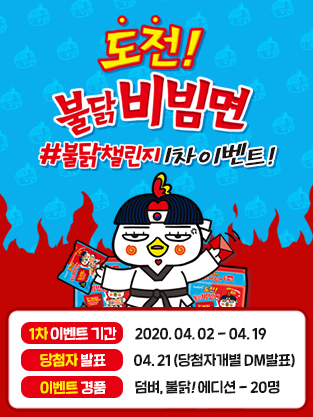 도전!
불닭비빔면
#불닭챌린지 1차 이벤트!
1차 이벤트 기간 2020. 04. 02 - 04. 19
당첨자 발표 04. 21 (당첨자개별 DM발표)
이벤트 경품 덤벼, 불닭! 에디션 - 20명